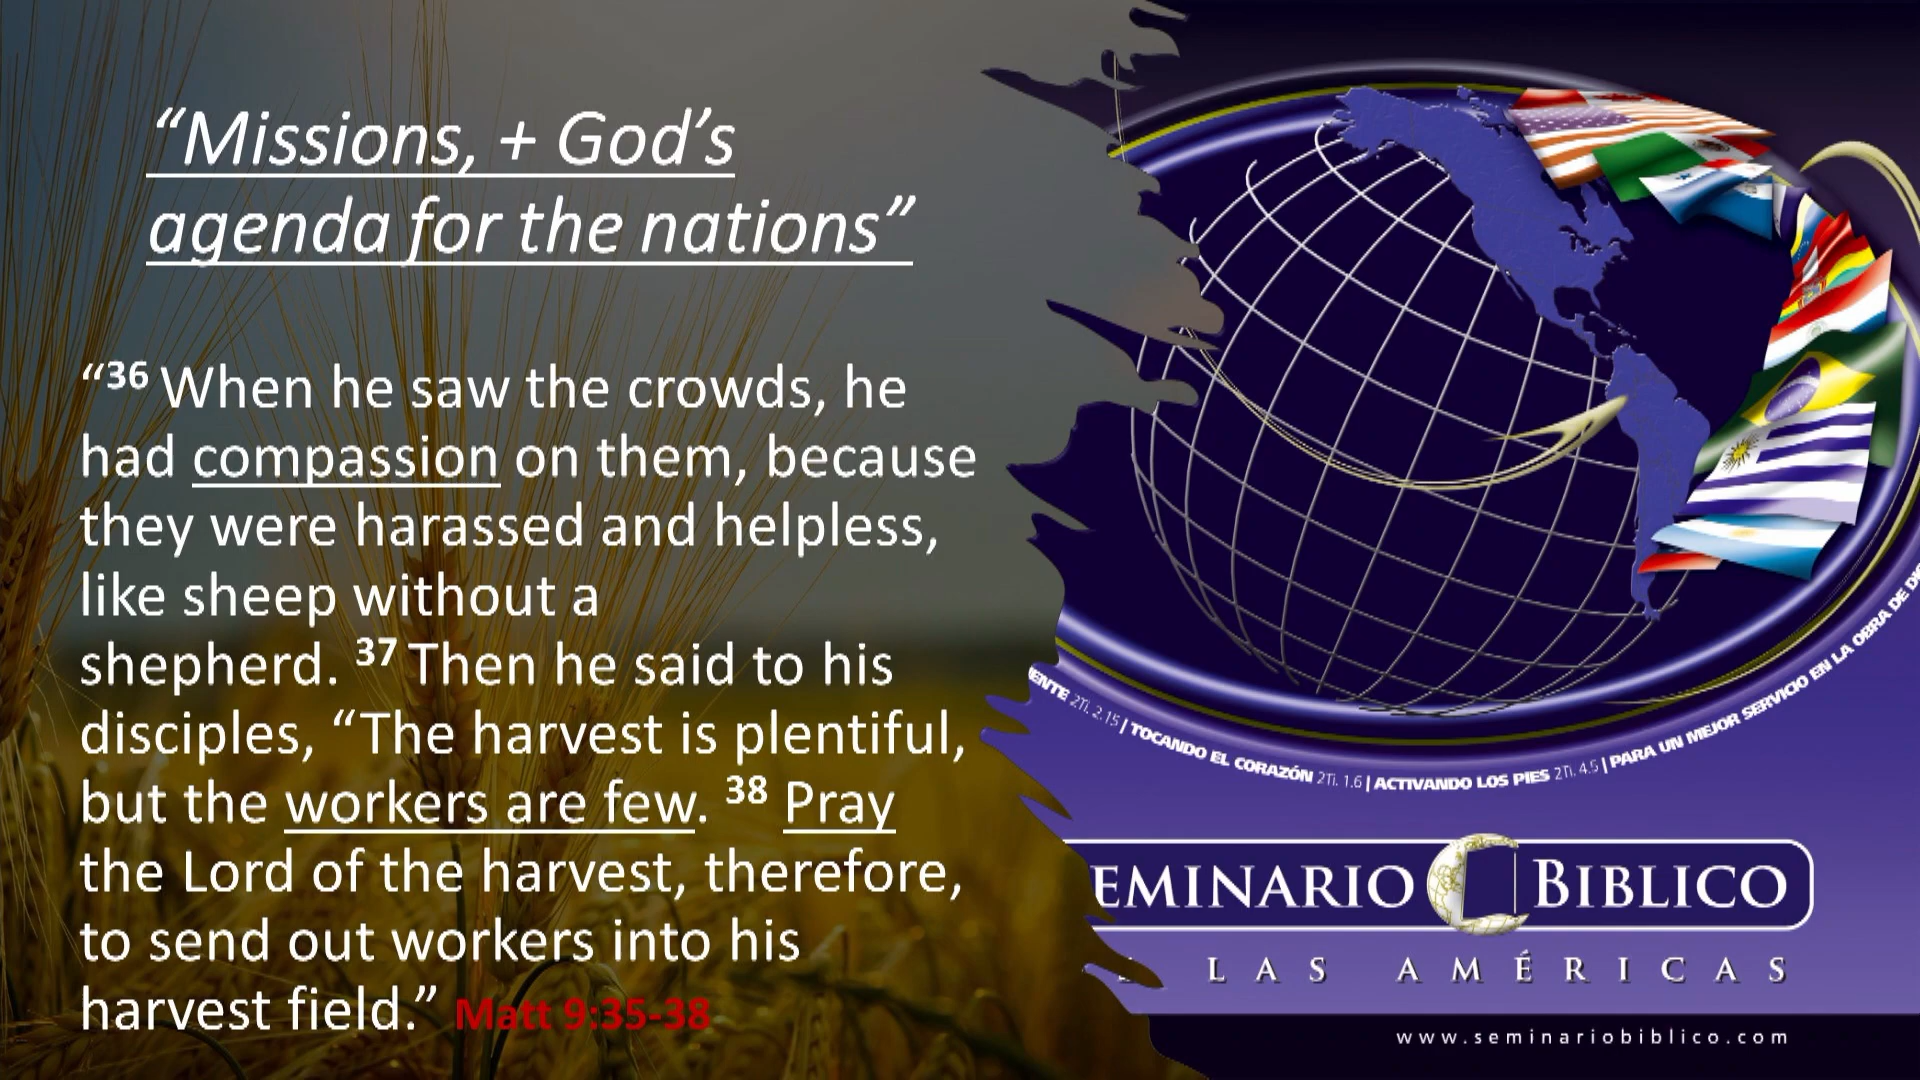 “Missions, + God’s
agenda for the nations”
“36 When he saw the crowds, he
had compassion on them, because
they were harassed and helpless,
like sheep without a
shepherd. 37 Then he said to his
disciples, “The harvest is plentiful,
but the workers are few. 38 Pray
the Lord of the harvest, therefore,
to send out workers into his
harvest field.” Matt 9:35-38
2Ti. 2.15 | TOCANDO EL CORAZÓN 2Ti. 1.6 | ACTIVANDO LOS PIES 2Ti. 4.5 | PARA UN MEJOR SERVICIO EN LA OBRA DE
EMINARIO BIBLICO
LAS AMÉRICAS
www.seminariobiblico.com